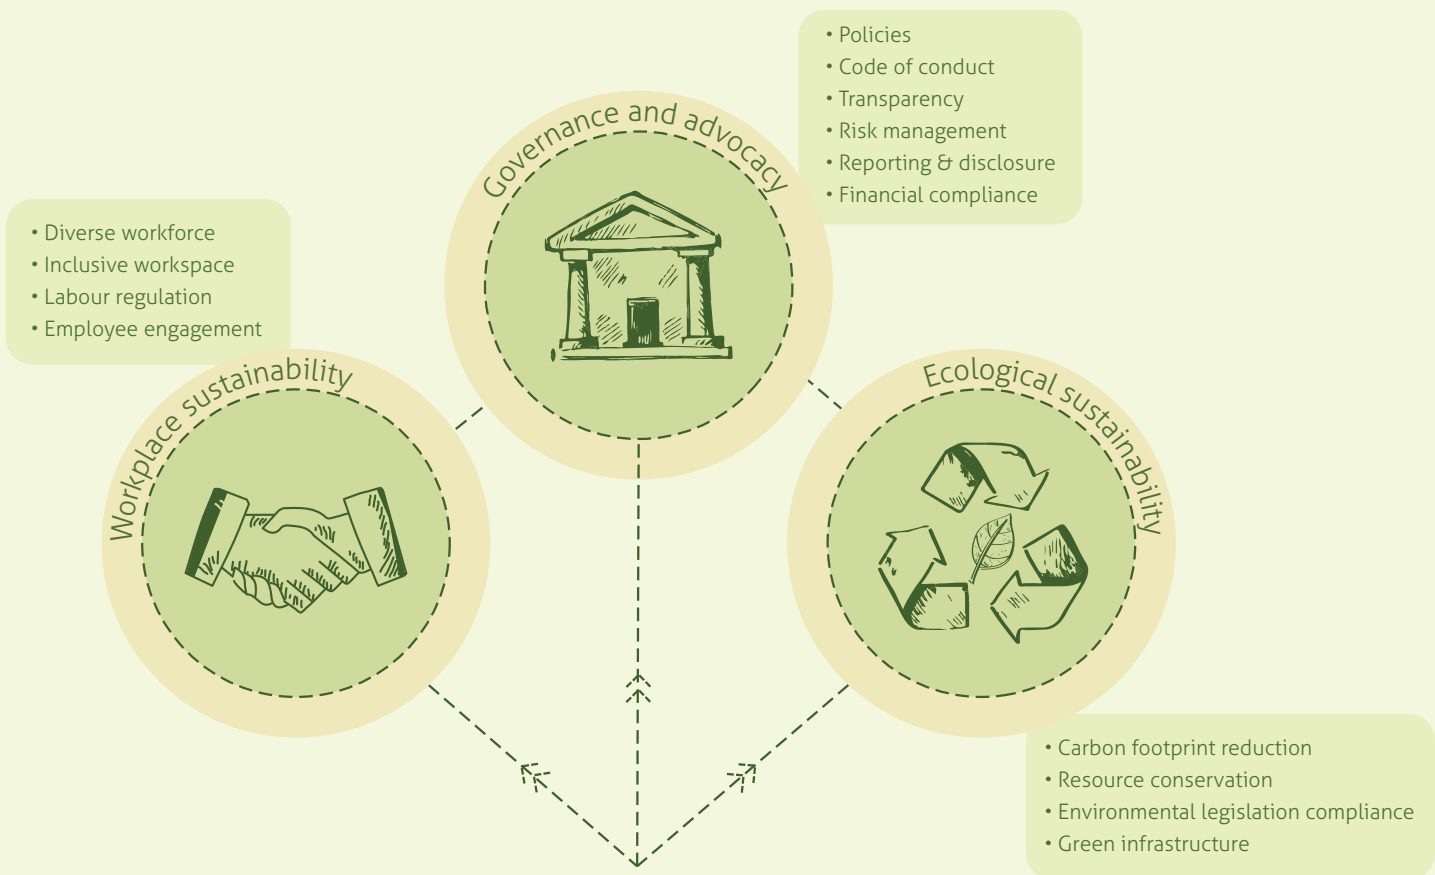 • Policies
• Code of conduct
• Transparency
• Risk management
• Reporting & disclosure
• Financial compliance
Governance and advocacy
• Diverse workforce
• Inclusive workspace
• Labour regulation
• Employee engagement
Workplace sustainability
Ecological sustainability
• Carbon footprint reduction
• Resource conservation
• Environmental legislation compliance
• Green infrastructure